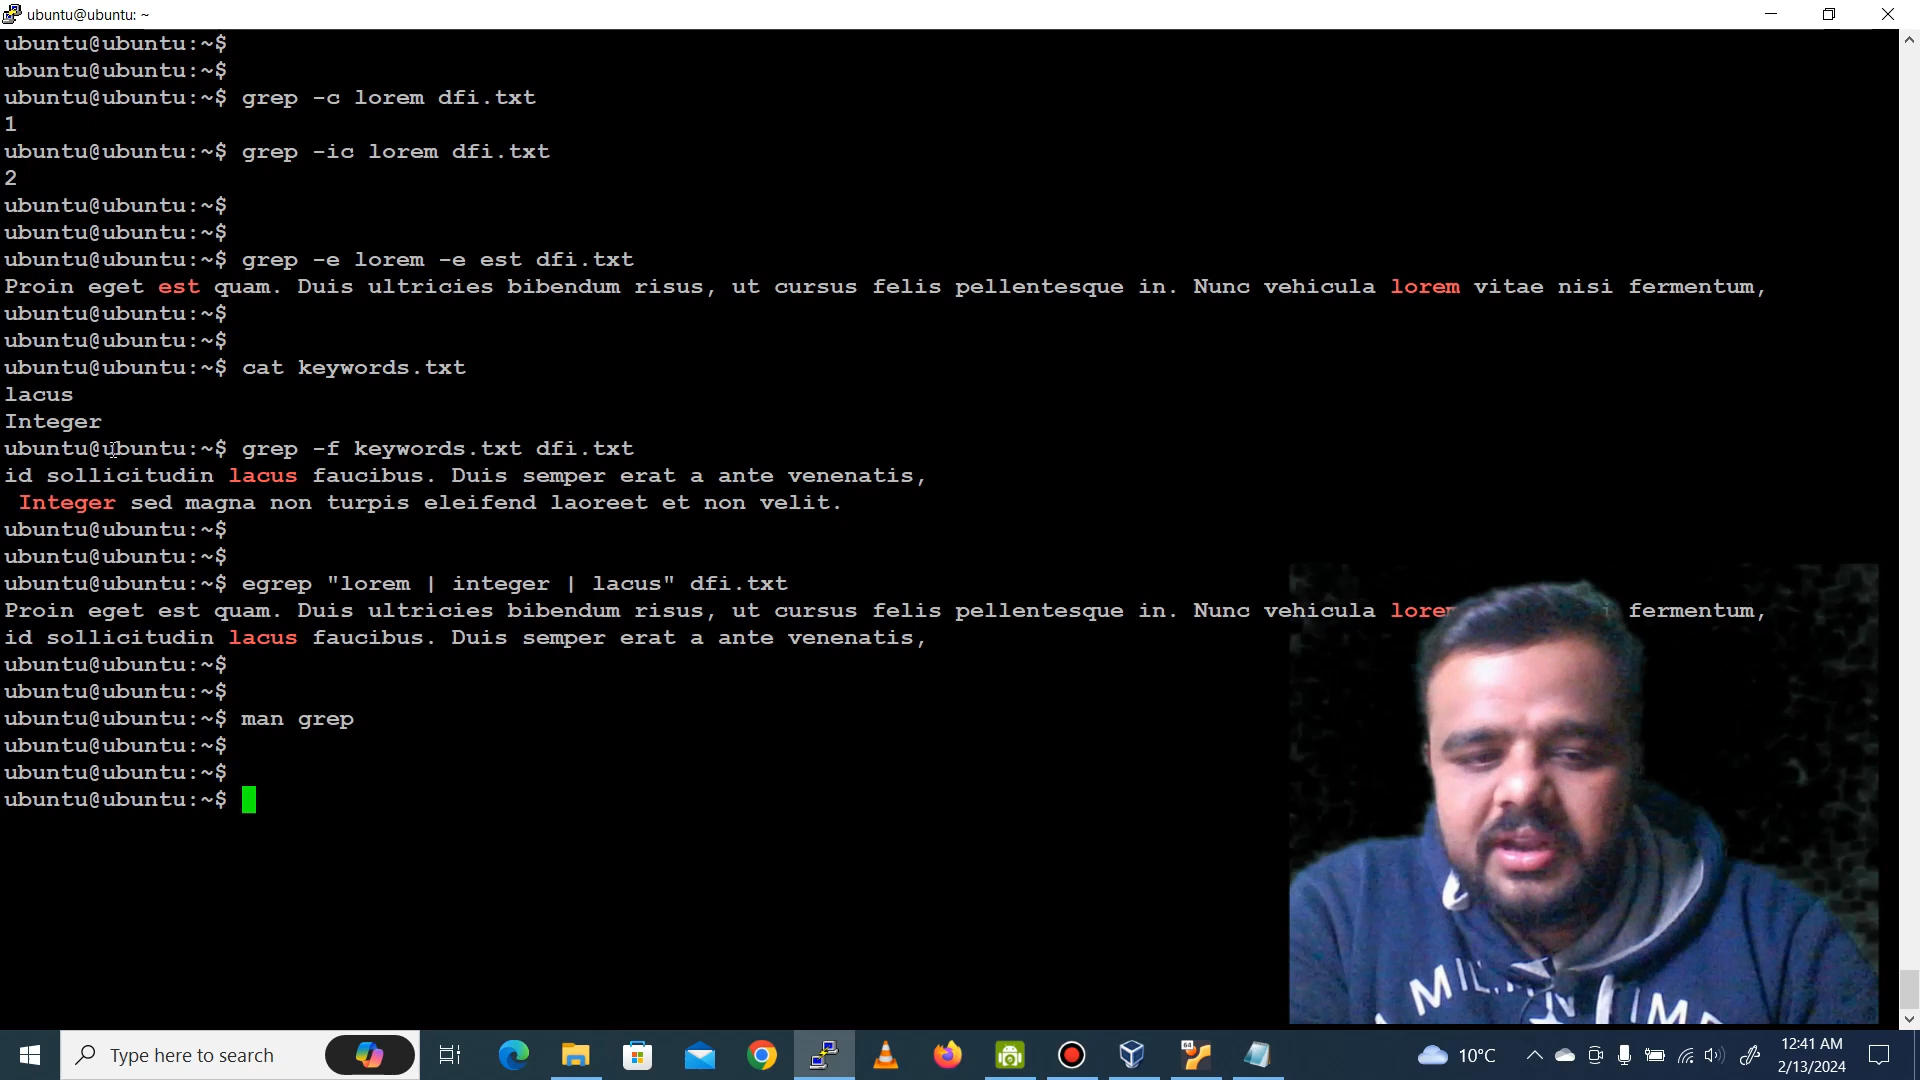 ubuntu@ubuntu: ~
ubuntu@ubuntu:~$
ubuntu@ubuntu:~$
ubuntu@ubuntu:~$ grep -c lorem dfi.txt
1
ubuntu@ubuntu:~$ grep -ic lorem dfi.txt
2
ubuntu@ubuntu:~$
ubuntu@ubuntu:~$
ubuntu@ubuntu:~$ grep -e lorem -e est dfi.txt
Proin eget est quam. Duis ultricies bibendum risus, ut cursus felis pellentesque in. Nunc vehicula lorem vitae nisi fermentum,
ubuntu@ubuntu:~$
ubuntu@ubuntu:~$
ubuntu@ubuntu:~$ cat keywords.txt
lacus
Integer
ubuntu@ubuntu:~$ grep -f keywords.txt dfi.txt
id sollicitudin lacus faucibus. Duis semper erat a ante venenatis,
Integer sed magna non turpis eleifend laoreet et non velit.
ubuntu@ubuntu:~$
ubuntu@ubuntu:~$
ubuntu@ubuntu:~$ egrep "lorem | integer | lacus" dfi.txt
Proin eget est quam. Duis ultricies bibendum risus, ut cursus felis pellentesque in. Nunc vehicula fermentum,
id sollicitudin lacus faucibus. Duis semper erat a ante venenatis,
ubuntu@ubuntu:~$
ubuntu@ubuntu:~$
ubuntu@ubuntu:~$ man grep
ubuntu@ubuntu:~$
ubuntu@ubuntu:~$
ubuntu@ubuntu:~$
Type here to search
64
10°C
12:41 AM
2/13/2024